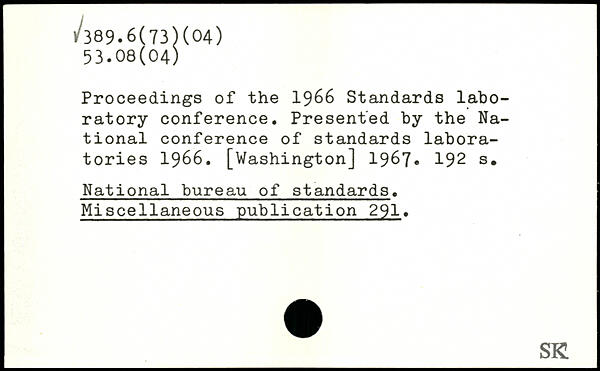 √389.6(73)(04)
53.08(04)
Proceedings of the 1966 Standards labo-
ratory conference. Presented by the Na-
tional conference of standards labora-
tories 1966. [Washington] 1967. 192 s.
National bureau of standards.
Miscellaneous publication 291.
SK